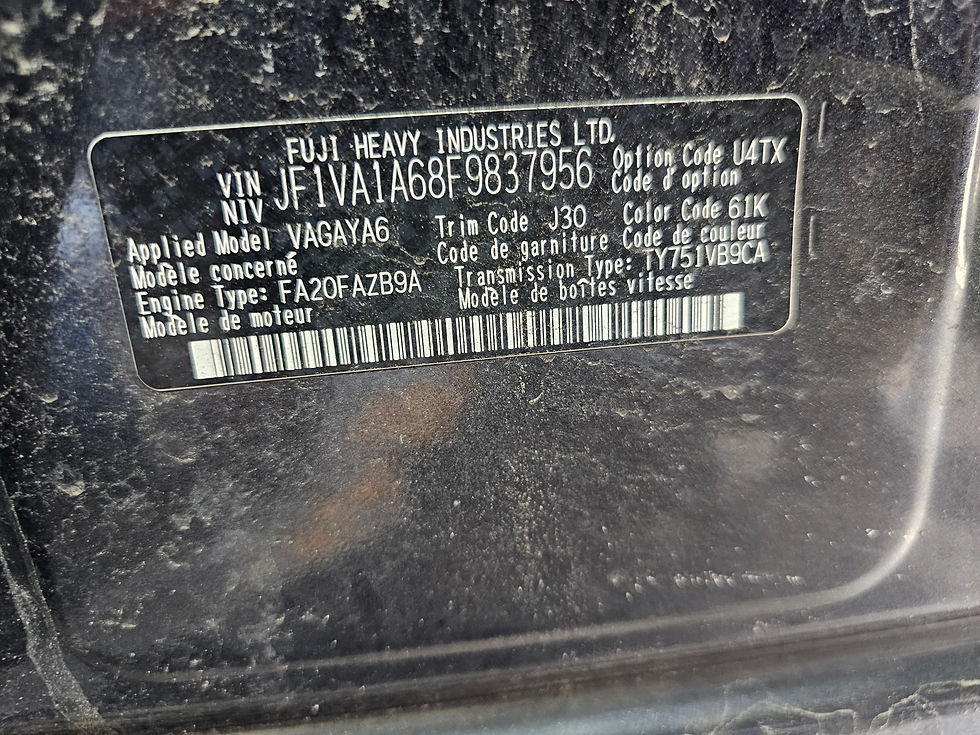 FUJI HEAVY INDUSTRIES LTD.
VIN JF1VA1A68F9837956 Option Code U4TX
NIV Code d'option
Applied Model VAGAYA6 Trim Code J30 Color Code 61K
Modèle concerné Code de garniture Code de couleur
Engine Type: FA20FAZB9A Transmission Type: TY751VB9CA
Modèle de moteur Modèle de boîtes vitesse